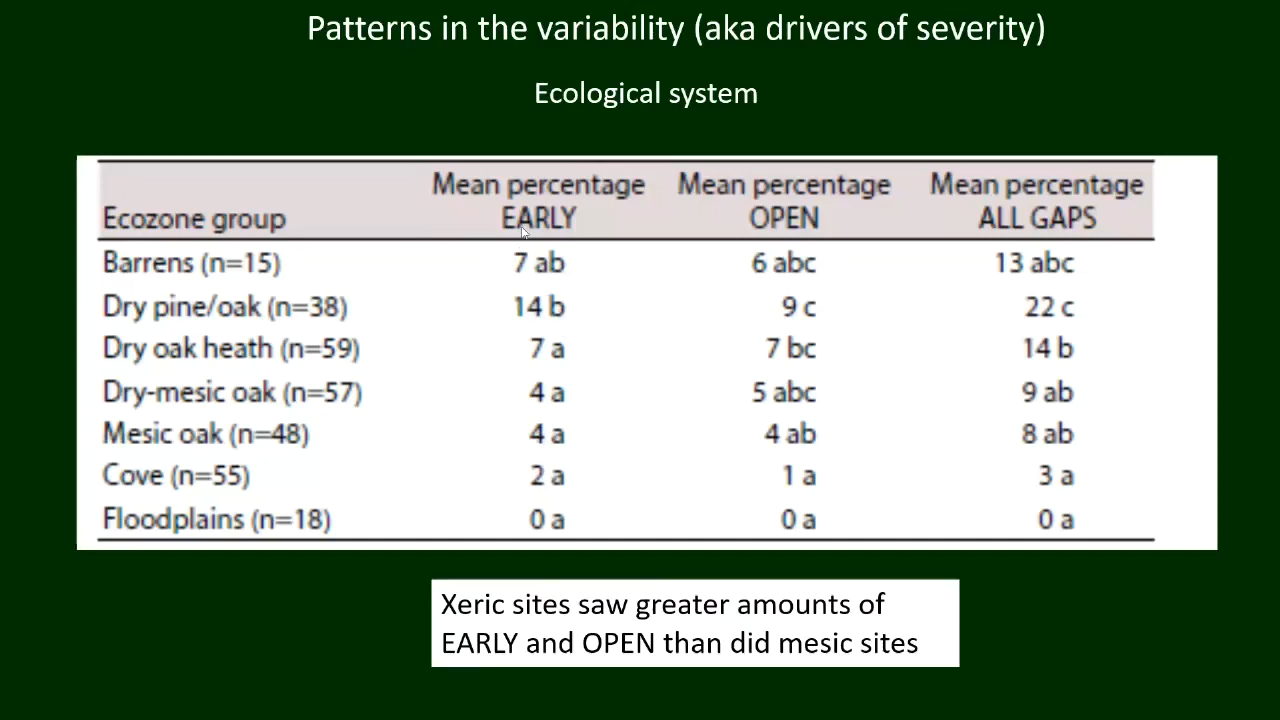 Patterns in the variability (aka drivers of severity)
Ecological system
Mean percentage Mean percentage Mean percentage
Ecozone group EARLY OPEN ALL GAPS
Barrens (n=15) 7 ab 6 abc 13 abc
Dry pine/oak (n=38) 14 b 9 c 22 c
Dry oak heath (n=59) 7 a 7 bc 14 b
Dry-mesic oak (n=57) 4 a 5 abc 9 ab
Mesic oak (n=48) 4 a 4 ab 8 ab
Cove (n=55) 2 a 1 a 3 a
Floodplains (n=18) 0 a 0 a 0 a
Xeric sites saw greater amounts of
EARLY and OPEN than did mesic sites